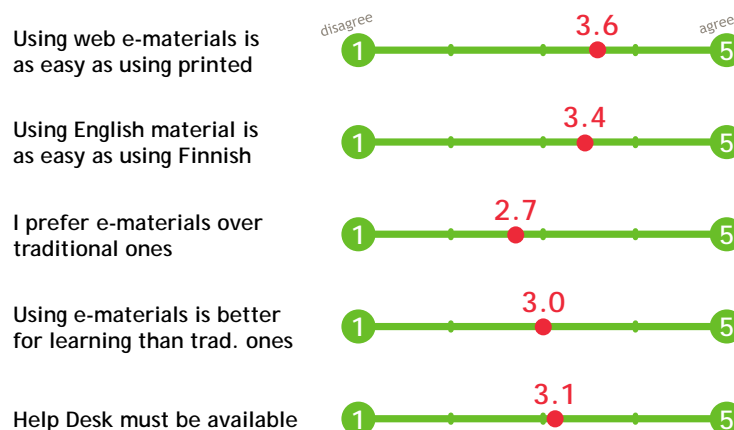 disagree
agree
3.6
Using web e-materials is
as easy as using printed
1
5
3.4
Using English material is
as easy as using Finnish
1
5
2.7
I prefer e-materials over
traditional ones
1
5
3.0
Using e-materials is better
for learning than trad. ones
1
5
3.1
Help Desk must be available
1
5